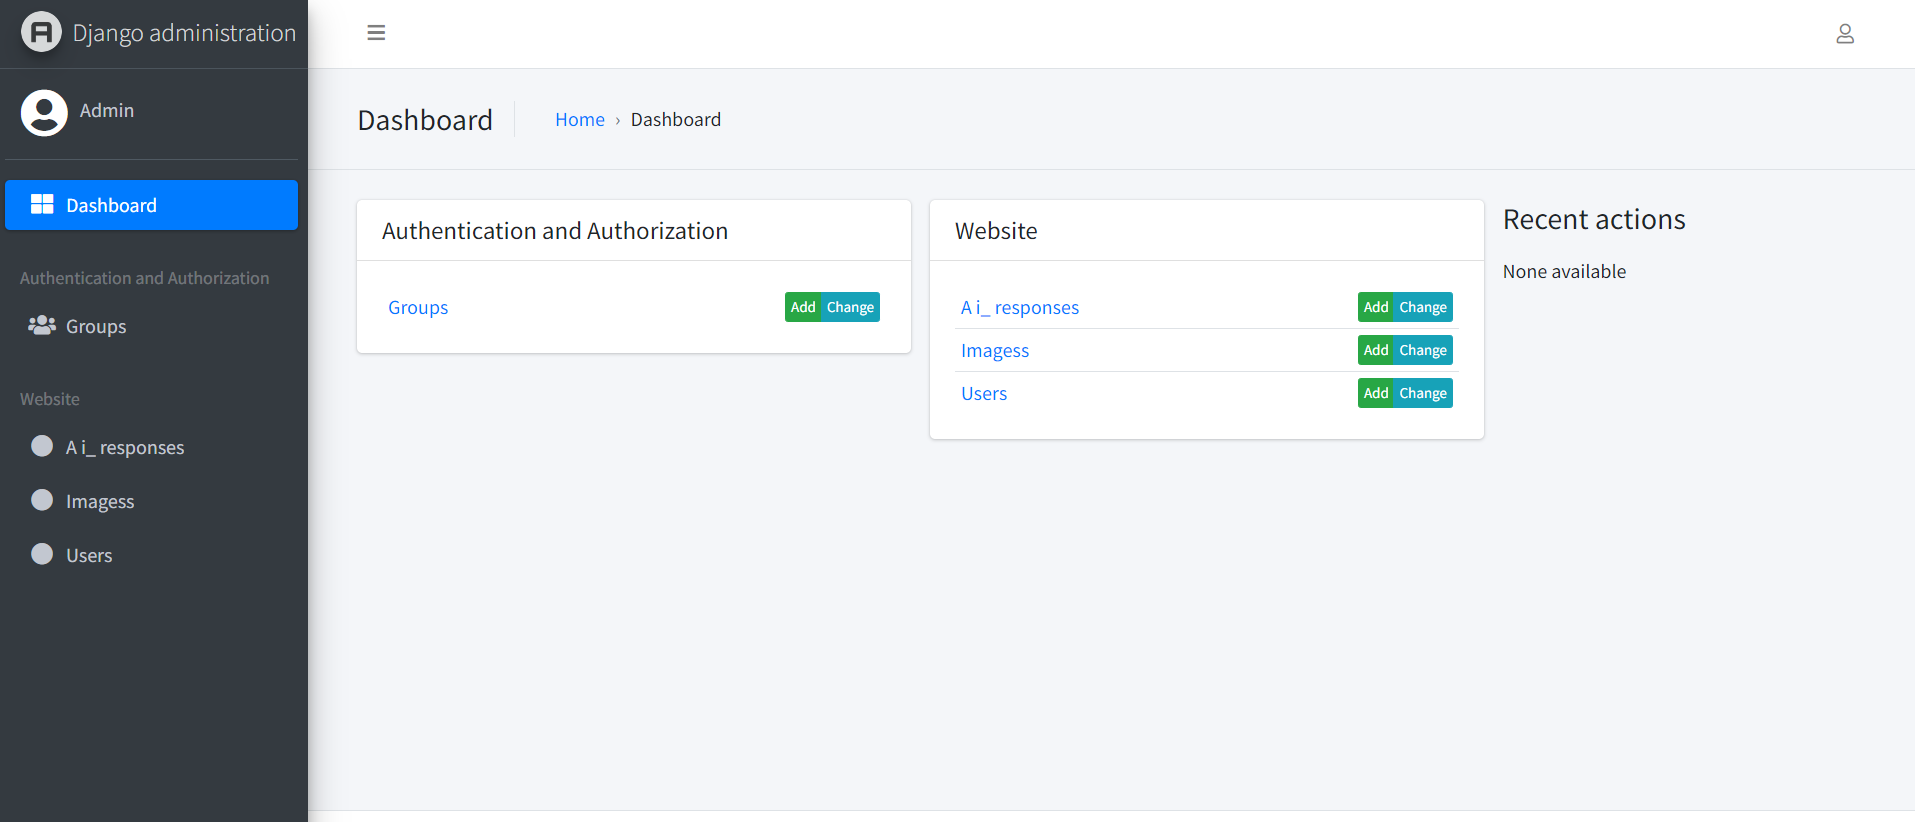 Django administration
Admin
Dashboard
Authentication and Authorization
Groups
Website
A i_ responses
Imagess
Users
Dashboard
Home › Dashboard
Authentication and Authorization
Groups Add Change
Website
A i_ responses Add Change
Imagess Add Change
Users Add Change
Recent actions
None available